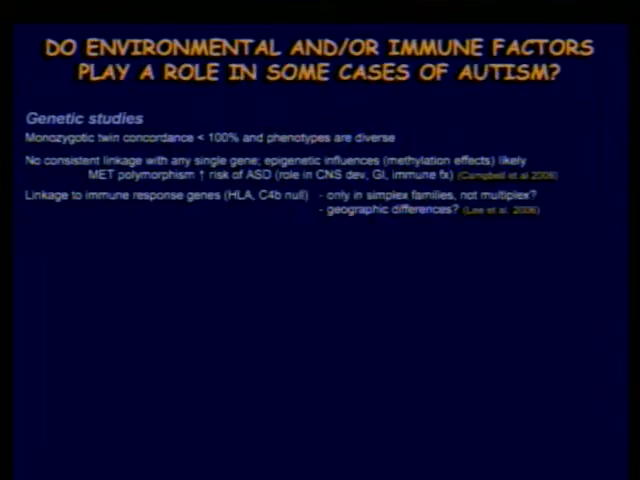 DO ENVIRONMENTAL AND/OR IMMUNE FACTORS
PLAY A ROLE IN SOME CASES OF AUTISM?
Genetic studies
Monozygotic twin concordance < 100% and phenotypes are diverse
No consistent linkage with any single gene; epigenetic influences (methylation effects) likely
MET polymorphism ↑ risk of ASD (role in CNS dev, GI, immune fx) (Campbell et al 2006)
Linkage to immune response genes (HLA, C4b null) - only in simplex families, not multiplex?
- geographic differences? (Lee et al. 2006)